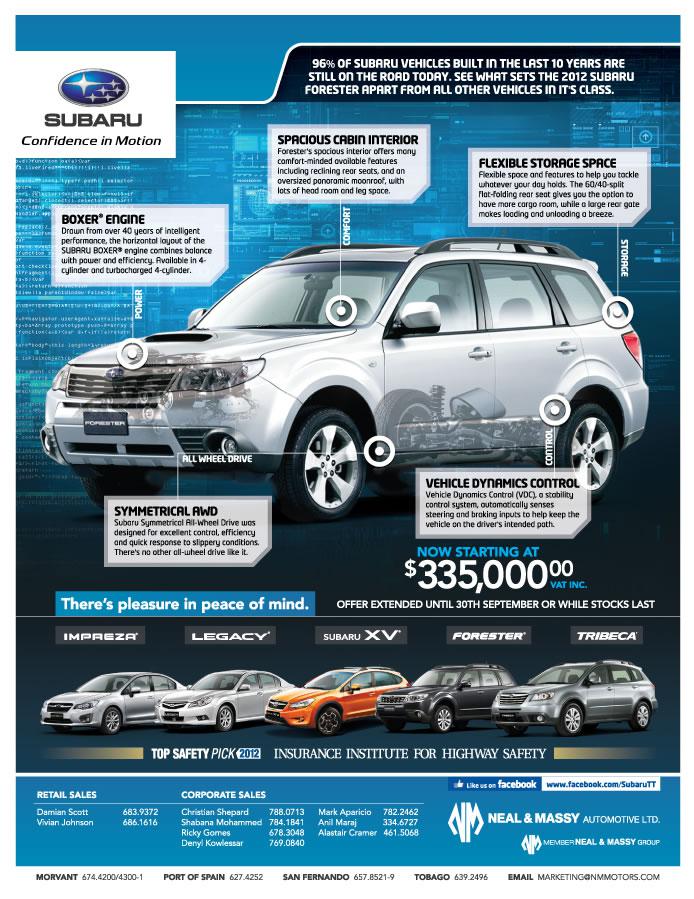 SUBARU
Confidence in Motion
96% OF SUBARU VEHICLES BUILT IN THE LAST 10 YEARS ARE
STILL ON THE ROAD TODAY. SEE WHAT SETS THE 2012 SUBARU
FORESTER APART FROM ALL OTHER VEHICLES IN IT'S CLASS.
SPACIOUS CABIN INTERIOR
Forester's spacious interior offers many
comfort-minded available features
including reclining rear seats, and an
oversized panoramic moonroof, with
lots of head room and leg space.
FLEXIBLE STORAGE SPACE
Flexible space and features to help you tackle
whatever your day holds. The 60/40-split
flat-folding rear seat gives you the option to
have more cargo room, while a large rear gate
makes loading and unloading a breeze.
BOXER® ENGINE
Drawn from over 40 years of intelligent
performance, the horizontal layout of the
SUBARU BOXER® engine combines balance
with power and efficiency. Available in 4-
cylinder and turbocharged 4-cylinder.
COMFORT
STORAGE
POWER
FORESTER
ALL WHEEL DRIVE
CONTROL
VEHICLE DYNAMICS CONTROL
Vehicle Dynamics Control (VDC), a stability
control system, automatically senses
steering and braking inputs to help keep the
vehicle on the driver's intended path.
SYMMETRICAL AWD
Subaru Symmetrical All-Wheel Drive was
designed for excellent control, efficiency
and quick response to slippery conditions.
There's no other all-wheel drive like it.
NOW STARTING AT
$335,000.00 VAT INC.
There's pleasure in peace of mind.
OFFER EXTENDED UNTIL 30TH SEPTEMBER OR WHILE STOCKS LAST
IMPREZA® LEGACY® SUBARU XV® FORESTER® TRIBECA®
TOP SAFETY PICK 2012 INSURANCE INSTITUTE FOR HIGHWAY SAFETY
Like us on facebook www.facebook.com/SubaruTT
RETAIL SALES
Damian Scott 683.9372
Vivian Johnson 686.1616
CORPORATE SALES
Christian Shepard 788.0713
Shabana Mohammed 784.1841
Ricky Gomes 678.3048
Denyl Kowlessar 769.0840
Mark Aparicio 782.2462
Anil Maraj 334.6727
Alastair Cramer 461.5068
NEAL & MASSY AUTOMOTIVE LTD.
MEMBER NEAL & MASSY GROUP
MORVANT 674.4200/4300-1 PORT OF SPAIN 627.4252 SAN FERNANDO 657.8521-9 TOBAGO 639.2496 EMAIL MARKETING@NMMOTORS.COM